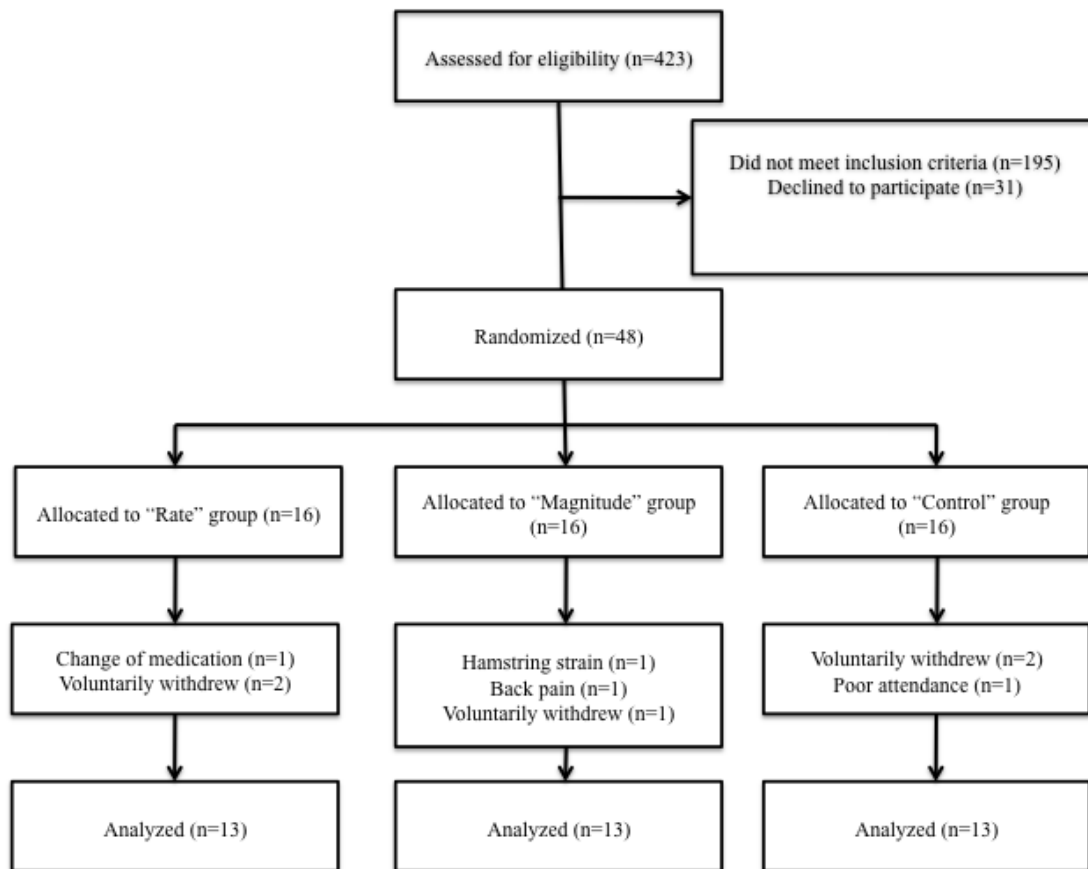 Assessed for eligibility (n=423)
Did not meet inclusion criteria (n=195)
Declined to participate (n=31)
Randomized (n=48)
Allocated to “Rate” group (n=16)
Allocated to “Magnitude” group
(n=16)
Allocated to “Control” group
(n=16)
Change of medication (n=1)
Voluntarily withdrew (n=2)
Hamstring strain (n=1)
Back pain (n=1)
Voluntarily withdrew (n=1)
Voluntarily withdrew (n=2)
Poor attendance (n=1)
Analyzed (n=13)
Analyzed (n=13)
Analyzed (n=13)